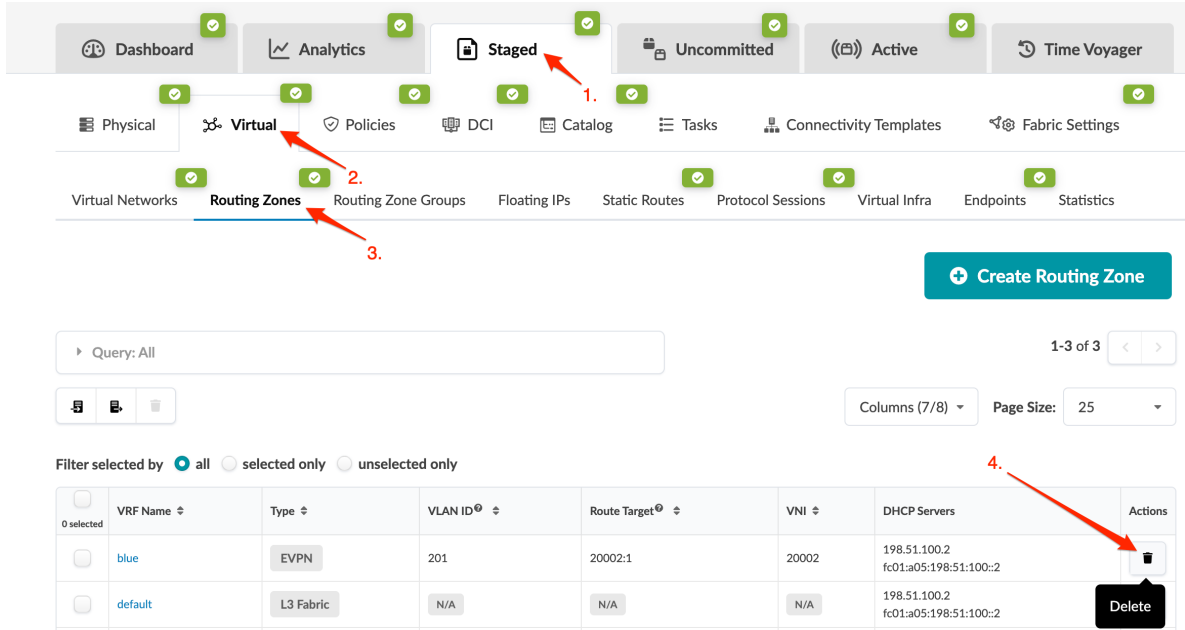 Dashboard Analytics Staged Uncommitted Active Time Voyager
1.
Physical Virtual Policies DCI Catalog Tasks Connectivity Templates Fabric Settings
2.
Virtual Networks Routing Zones Routing Zone Groups Floating IPs Static Routes Protocol Sessions Virtual Infra Endpoints Statistics
3.
Create Routing Zone
Query: All 1-3 of 3
Columns (7/8) Page Size: 25
Filter selected by all selected only unselected only
4.
0 selected VRF Name Type VLAN ID Route Target VNI DHCP Servers Actions
blue EVPN 201 20002:1 20002 198.51.100.2
fc01:a05:198:51:100::2
default L3 Fabric N/A N/A N/A 198.51.100.2
fc01:a05:198:51:100::2
Delete